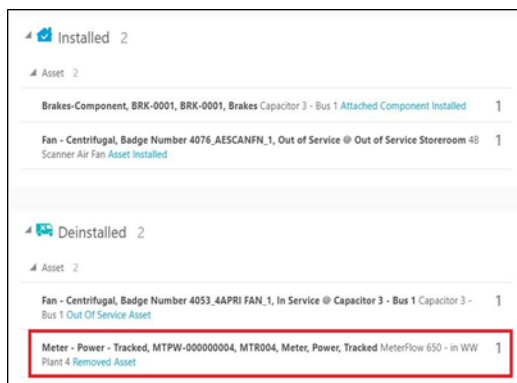 Installed 2
Asset 2
Brakes-Component, BRK-0001, BRK-0001, Brakes Capacitor 3 - Bus 1 Attached Component Installed 1
Fan - Centrifugal, Badge Number 4076_AESCANFN_1, Out of Service @ Out of Service Storeroom 4B 1
Scanner Air Fan Asset Installed
Deinstalled 2
Asset 2
Fan - Centrifugal, Badge Number 4053_4APRI FAN_1, In Service @ Capacitor 3 - Bus 1 Capacitor 3 - 1
Bus 1 Out Of Service Asset
Meter - Power - Tracked, MTPW-000000004, MTR004, Meter, Power, Tracked MeterFlow 650 - in WW 1
Plant 4 Removed Asset